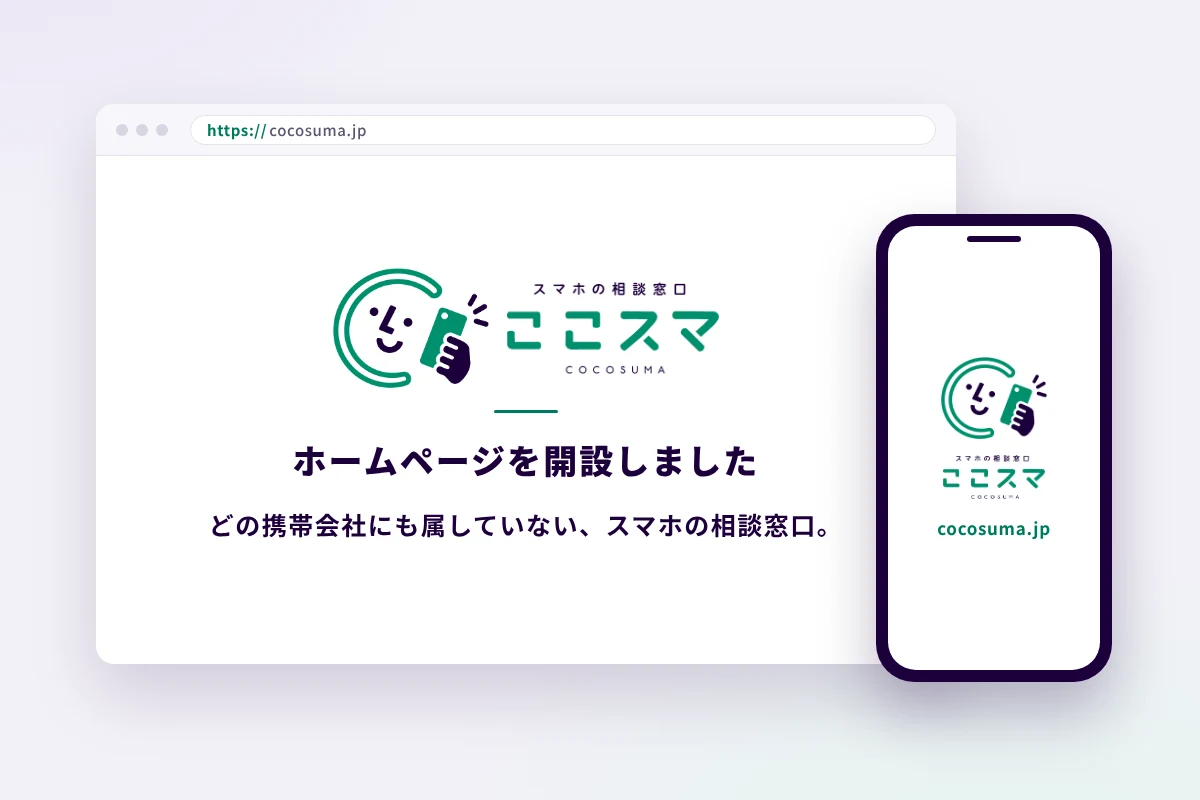 https://cocosuma.jp
スマホの相談窓口
ここスマ
COCOSUMA
ホームページを開設しました
どの携帯会社にも属していない、スマホの相談窓口。
スマホの相談窓口
ここスマ
COCOSUMA
cocosuma.jp